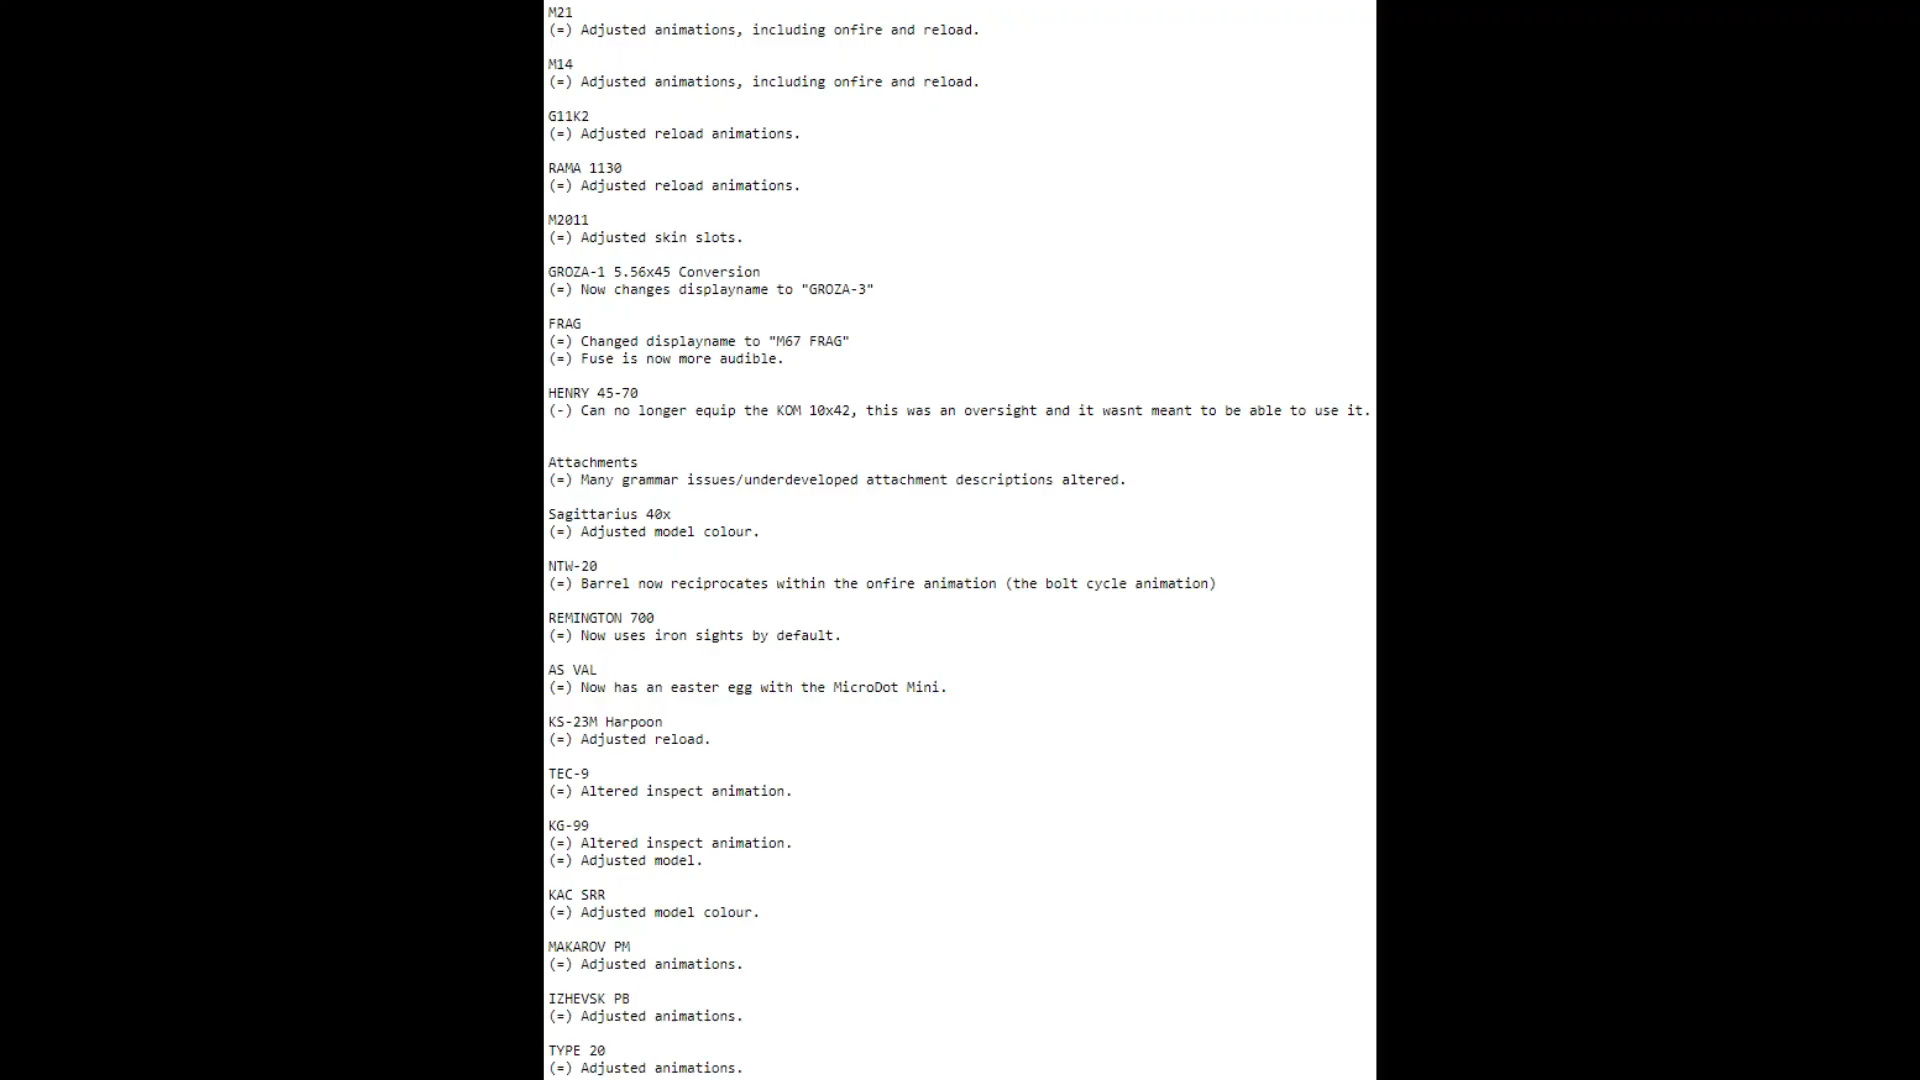 M21
(=) Adjusted animations, including onfire and reload.
M14
(=) Adjusted animations, including onfire and reload.
G11K2
(=) Adjusted reload animations.
RAMA 1130
(=) Adjusted reload animations.
M2011
(=) Adjusted skin slots.
GROZA-1 5.56x45 Conversion
(=) Now changes displayname to "GROZA-3"
FRAG
(=) Changed displayname to "M67 FRAG"
(=) Fuse is now more audible.
HENRY 45-70
(-) Can no longer equip the KOM 10x42, this was an oversight and it wasnt meant to be able to use it.
Attachments
(=) Many grammar issues/underdeveloped attachment descriptions altered.
Sagittarius 40x
(=) Adjusted model colour.
NTW-20
(=) Barrel now reciprocates within the onfire animation (the bolt cycle animation)
REMINGTON 700
(=) Now uses iron sights by default.
AS VAL
(=) Now has an easter egg with the MicroDot Mini.
KS-23M Harpoon
(=) Adjusted reload.
TEC-9
(=) Altered inspect animation.
KG-99
(=) Altered inspect animation.
(=) Adjusted model.
KAC SRR
(=) Adjusted model colour.
MAKAROV PM
(=) Adjusted animations.
IZHEVSK PB
(=) Adjusted animations.
TYPE 20
(=) Adjusted animations.